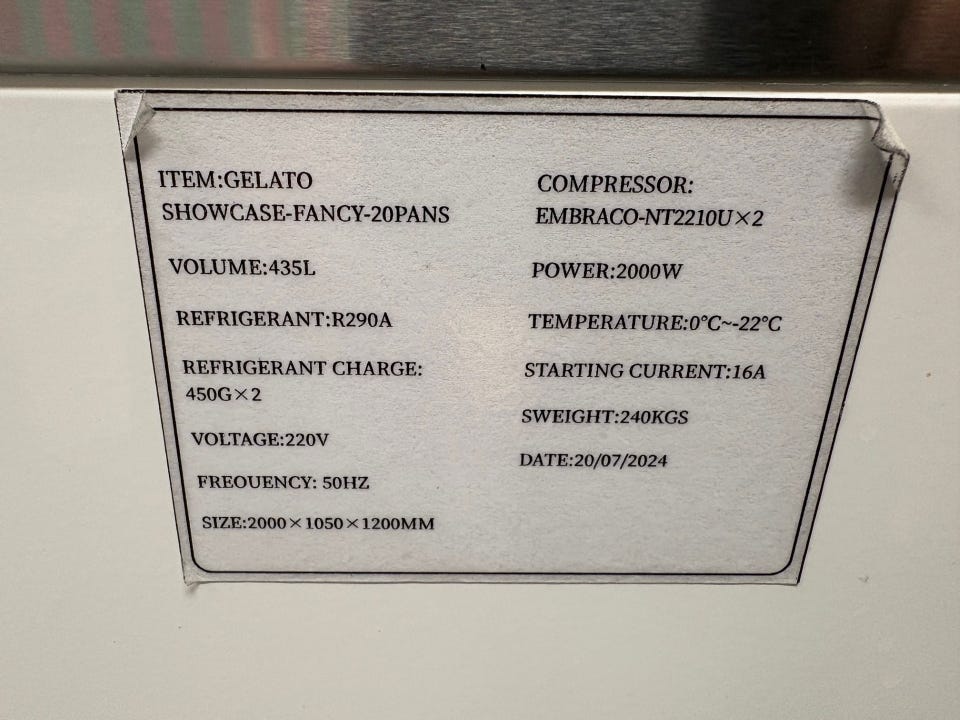 ITEM:GELATO
SHOWCASE-FANCY-20PANS
VOLUME:435L
REFRIGERANT:R290A
REFRIGERANT CHARGE:
450G×2
VOLTAGE:220V
FREOUENCY: 50HZ
SIZE:2000×1050×1200MM
COMPRESSOR:
EMBRACO-NT2210U×2
POWER:2000W
TEMPERATURE:0°C~-22°C
STARTING CURRENT:16A
SWEIGHT:240KGS
DATE:20/07/2024